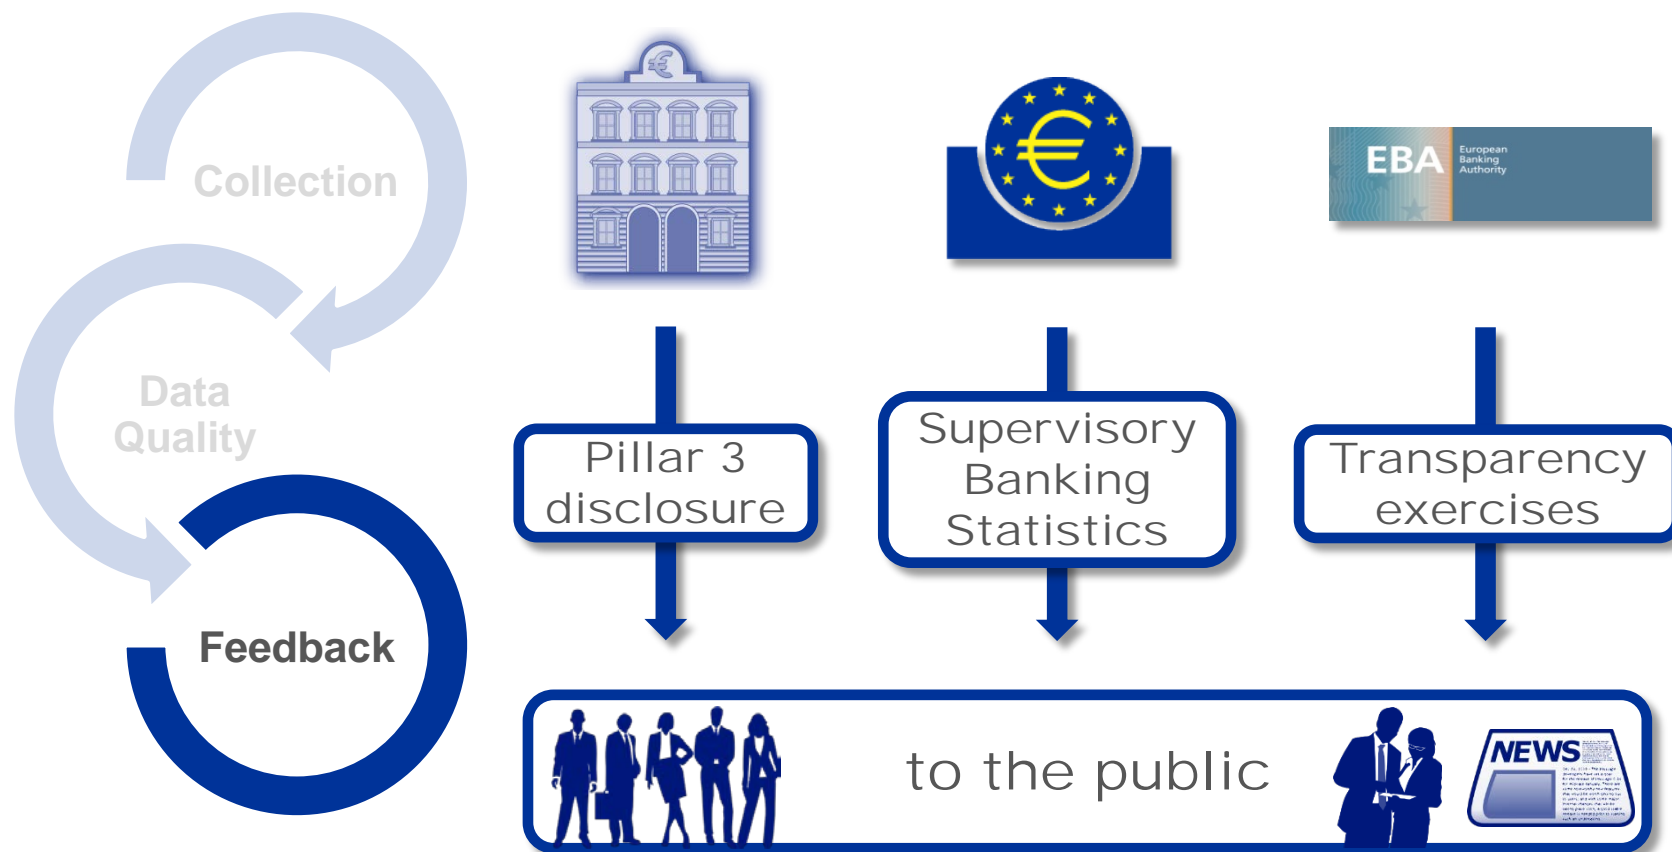 Collection
Data
Quality
Feedback
€
€
EBA
European
Banking
Authority
Pillar 3
disclosure
Supervisory
Banking
Statistics
Transparency
exercises
to the public
NEWS